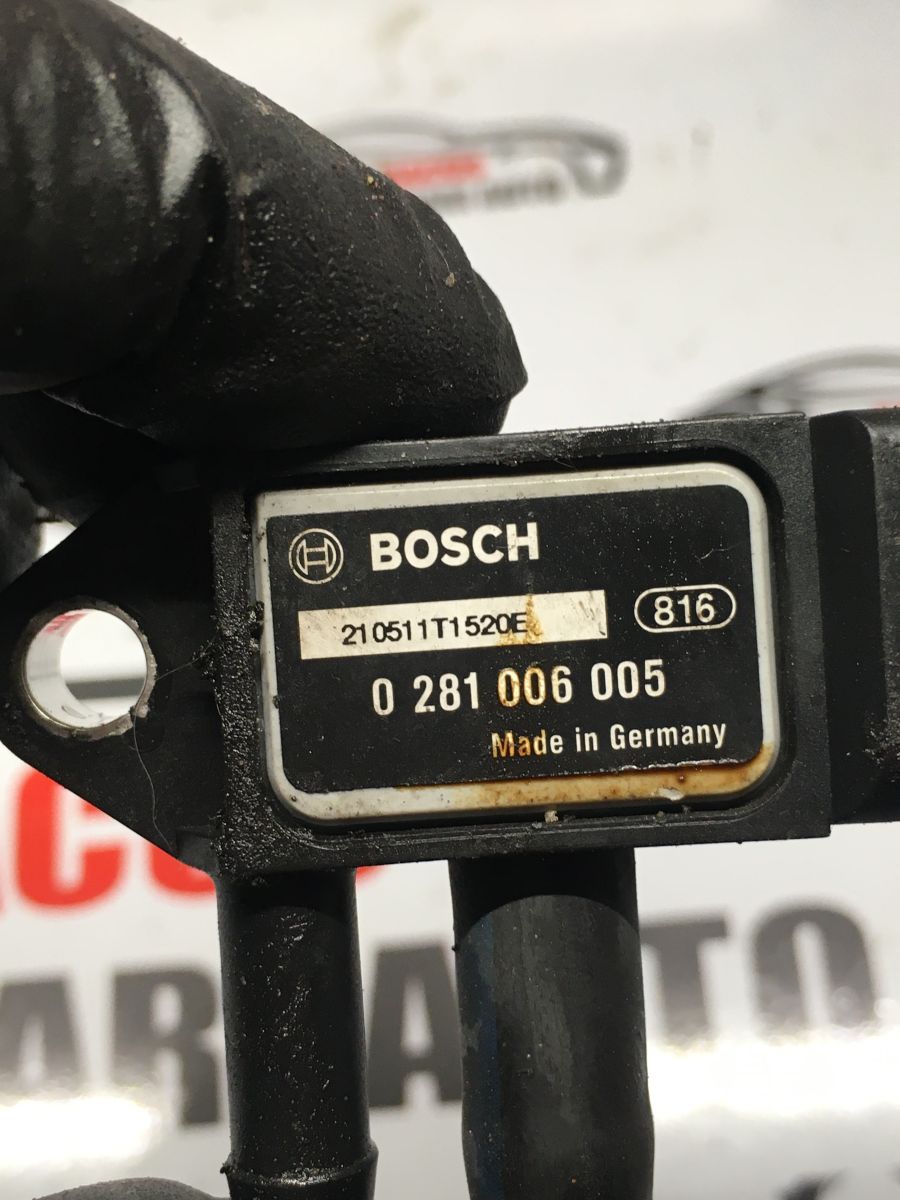 BOSCH
210511T1520E
816
0 281 006 005
Made in Germany